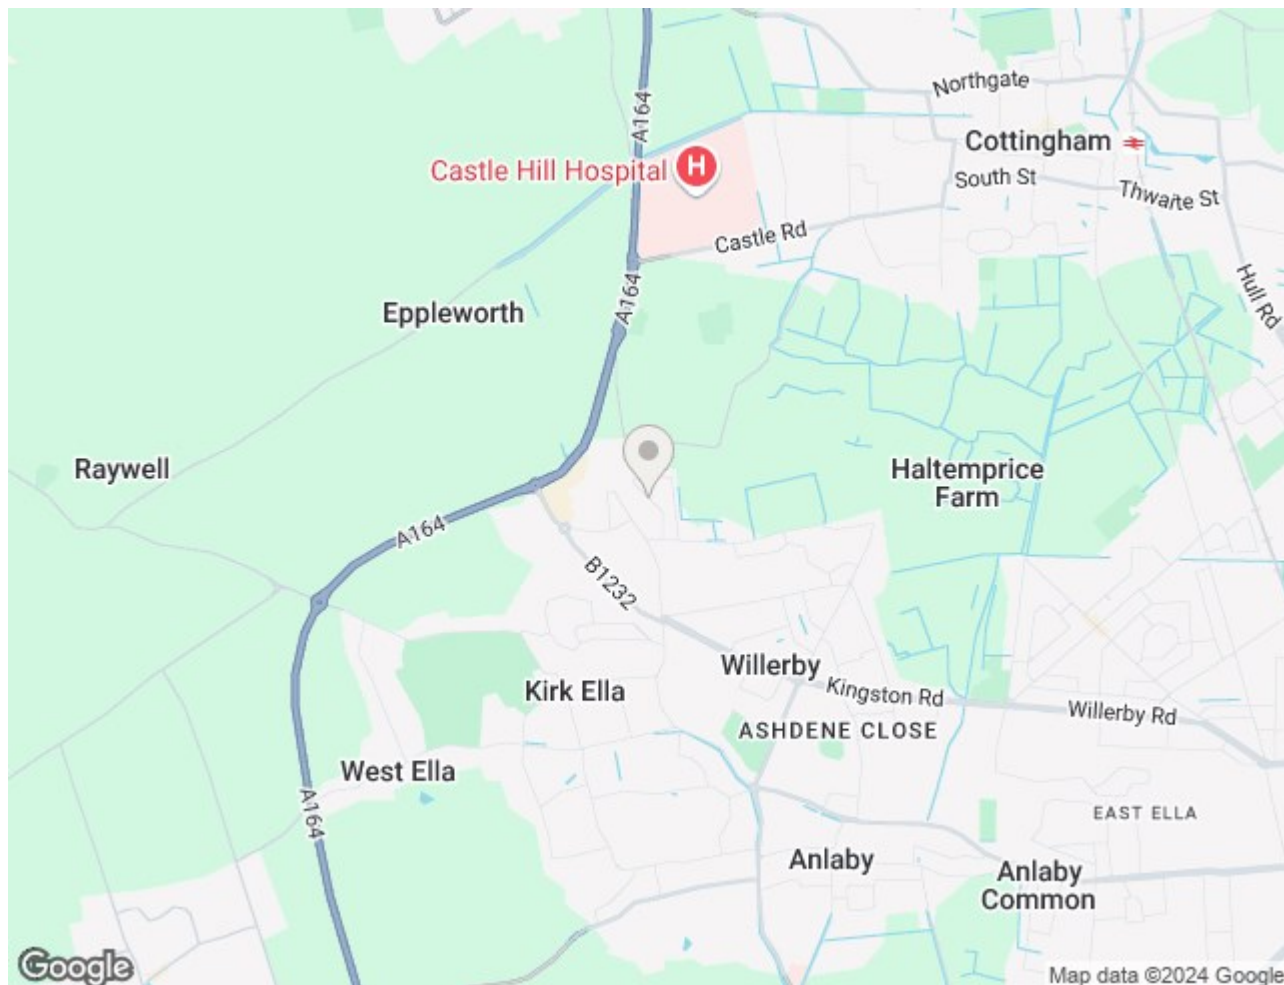 Northgate
A164
Cottingham
Castle Hill Hospital
H
South St
Thwaite St
Castle Rd
Hull Rd
A164
Eppleworth
Raywell
Haltemprice
Farm
A164
B1232
Willerby
Kirk Ella
Kingston Rd
Willerby Rd
ASHDENE CLOSE
West Ella
A164
EAST ELLA
Anlaby
Anlaby
Common
Google
Map data ©2024 Google